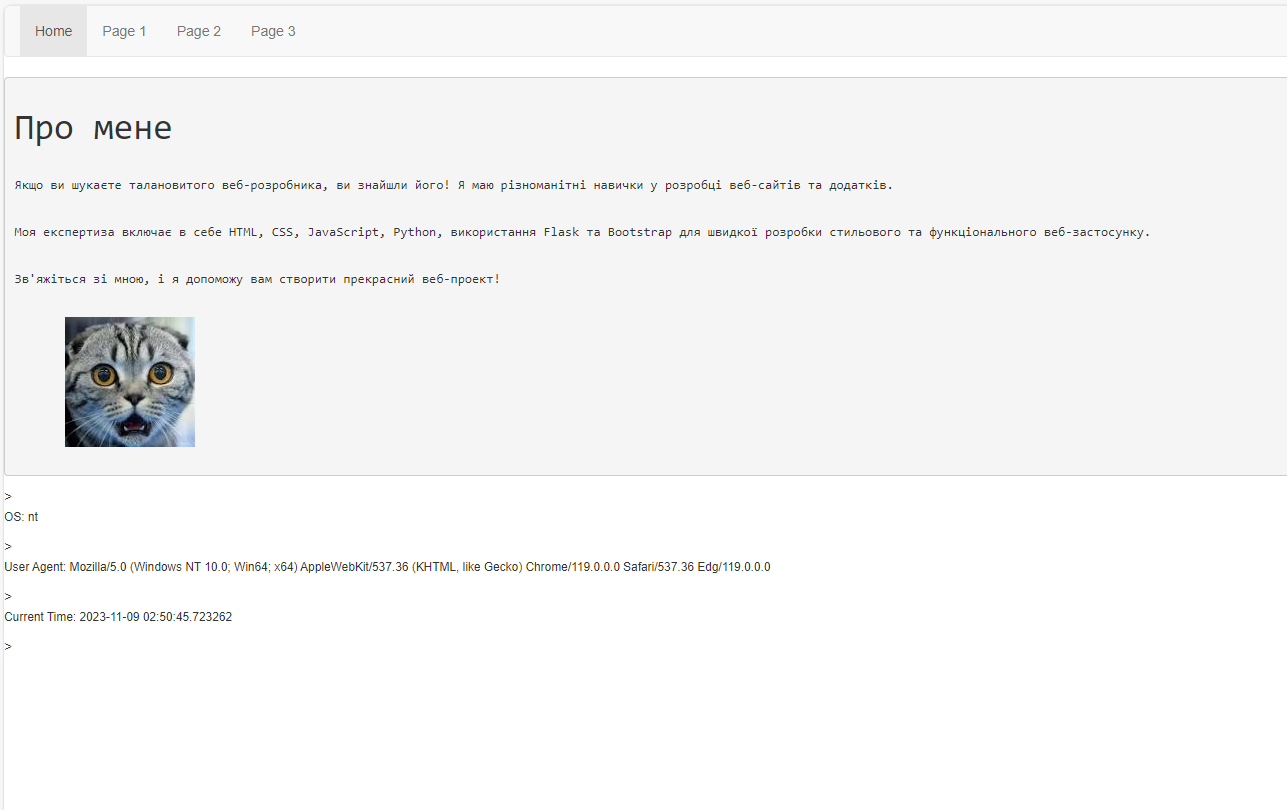 Home Page 1 Page 2 Page 3
Про мене
Якщо ви шукаєте талановитого веб-розробника, ви знайшли його! Я маю різноманітні навички у розробці веб-сайтів та додатків.
Моя експертиза включає в себе HTML, CSS, JavaScript, Python, використання Flask та Bootstrap для швидкої розробки стильового та функціонального веб-застосунку.
Зв'яжіться зі мною, і я допоможу вам створити прекрасний веб-проект!
>
OS: nt
>
User Agent: Mozilla/5.0 (Windows NT 10.0; Win64; x64) AppleWebKit/537.36 (KHTML, like Gecko) Chrome/119.0.0.0 Safari/537.36 Edg/119.0.0.0
>
Current Time: 2023-11-09 02:50:45.723262
>